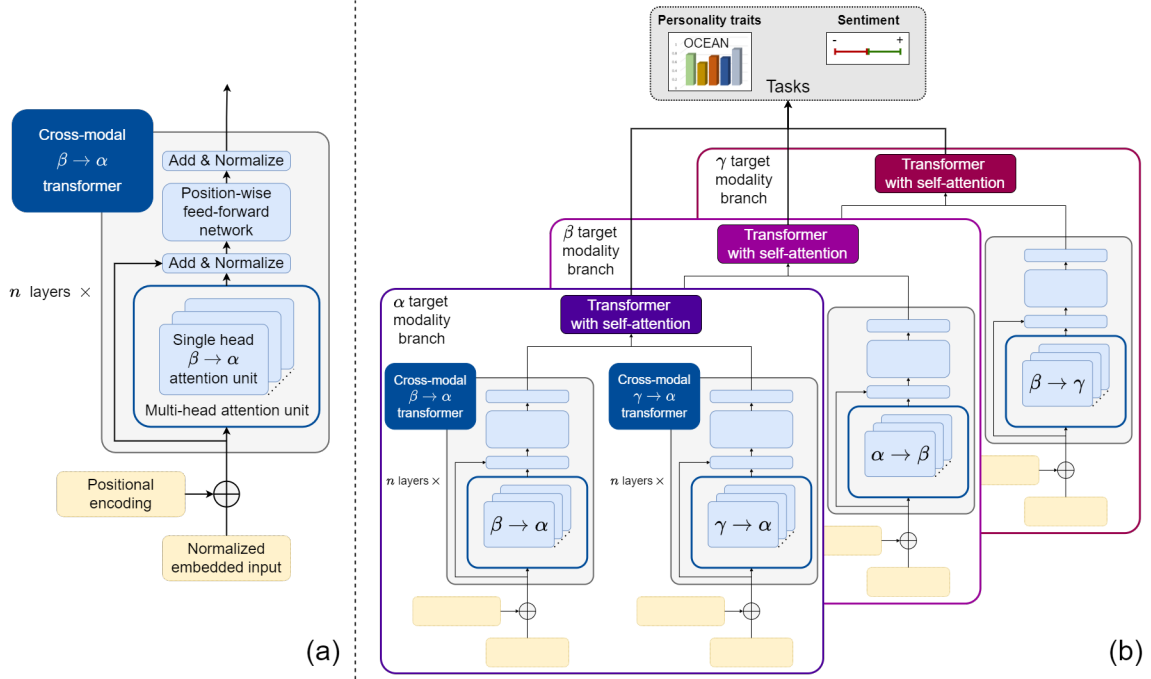 Cross-modal
β → α
transformer
Add & Normalize
Position-wise
feed-forward
network
Add & Normalize
n layers ×
Single head
β → α
attention unit
Multi-head attention unit
Positional
encoding
Normalized
embedded input
(a)
Personality traits
OCEAN
Sentiment
- +
Tasks
γ target
modality
branch
Transformer
with self-attention
β target
modality
branch
Transformer
with self-attention
α target
modality
branch
Transformer
with self-attention
Cross-modal
β → α
transformer
n layers ×
β → α
Cross-modal
γ → α
transformer
n layers ×
γ → α
α → β
β → γ
(b)